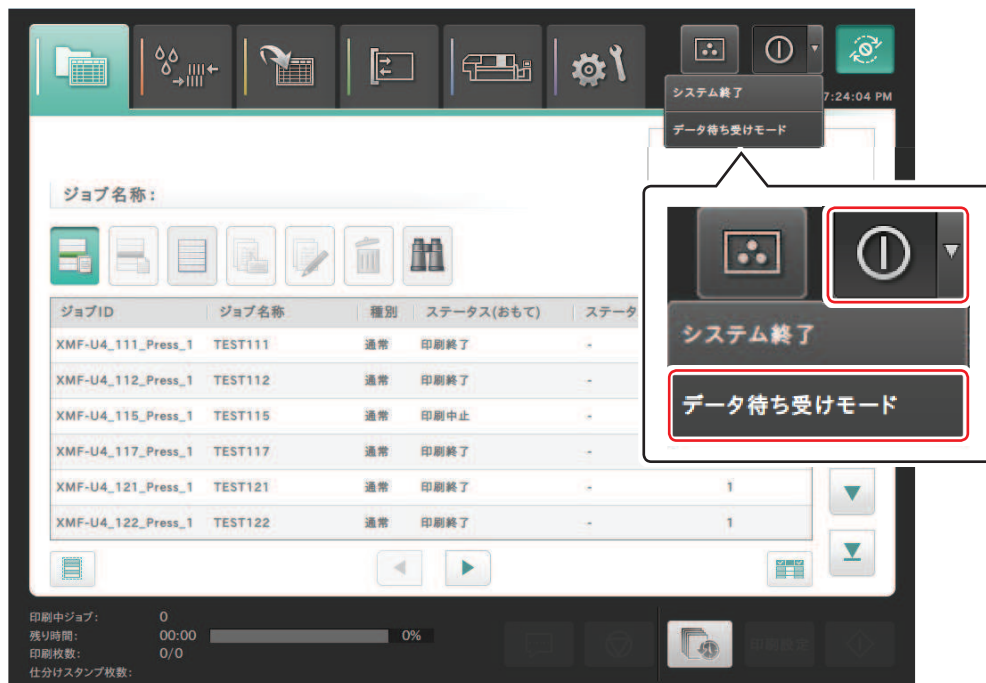 システム終了
7:24:04 PM
データ待ち受けモード
ジョブ名称:
システム終了
データ待ち受けモード
ジョブID ジョブ名称 種別 ステータス(おもて) ステータ
XMF-U4_111_Press_1 TEST111 通常 印刷終了 -
XMF-U4_112_Press_1 TEST112 通常 印刷終了 -
XMF-U4_115_Press_1 TEST115 通常 印刷中止 -
XMF-U4_117_Press_1 TEST117 通常 印刷終了 -
XMF-U4_121_Press_1 TEST121 通常 印刷終了 - 1
XMF-U4_122_Press_1 TEST122 通常 印刷終了 - 1
印刷中ジョブ: 0
残り時間: 00:00 0%
印刷枚数: 0/0
仕分けスタンプ枚数:
印刷設定